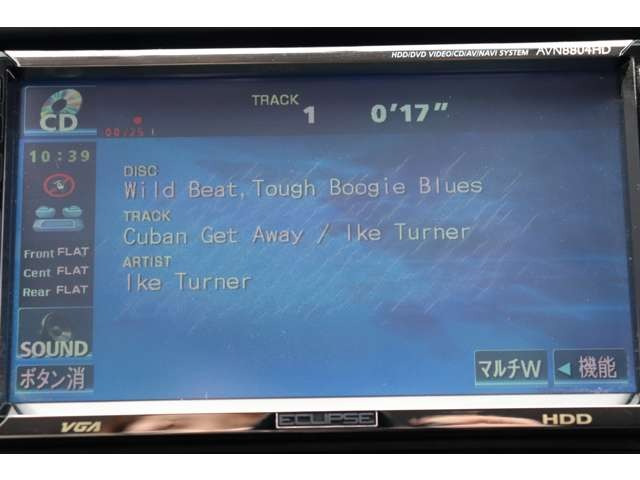 HDD/DVD VIDEO/CD/AV/NAVI SYSTEM AVN8804HD
CD
TRACK 1 0'17”
10:39
DISC
Wild Beat,Tough Boogie Blues
TRACK
Cuban Get Away / Ike Turner
ARTIST
Ike Turner
Front FLAT
Cent FLAT
Rear FLAT
SOUND
ボタン消
マルチW
機能
VGA
ECLIPSE
HDD